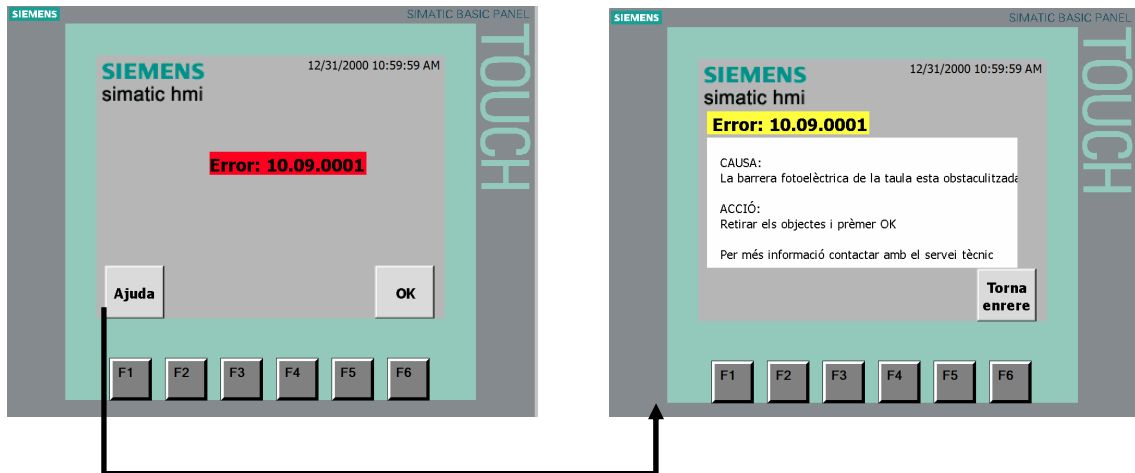 SIEMENS
SIMATIC BASIC PANEL
TOUCH
SIEMENS
simatic hmi
12/31/2000 10:59:59 AM
Error: 10.09.0001
Ajuda
OK
F1 F2 F3 F4 F5 F6
SIEMENS
SIMATIC BASIC PANEL
TOUCH
SIEMENS
simatic hmi
12/31/2000 10:59:59 AM
Error: 10.09.0001
CAUSA:
La barrera fotoelèctrica de la taula esta obstaculitzada
ACCIÓ:
Retirar els objectes i prèmer OK
Per més informació contactar amb el servei tècnic
Torna
enrere
F1 F2 F3 F4 F5 F6